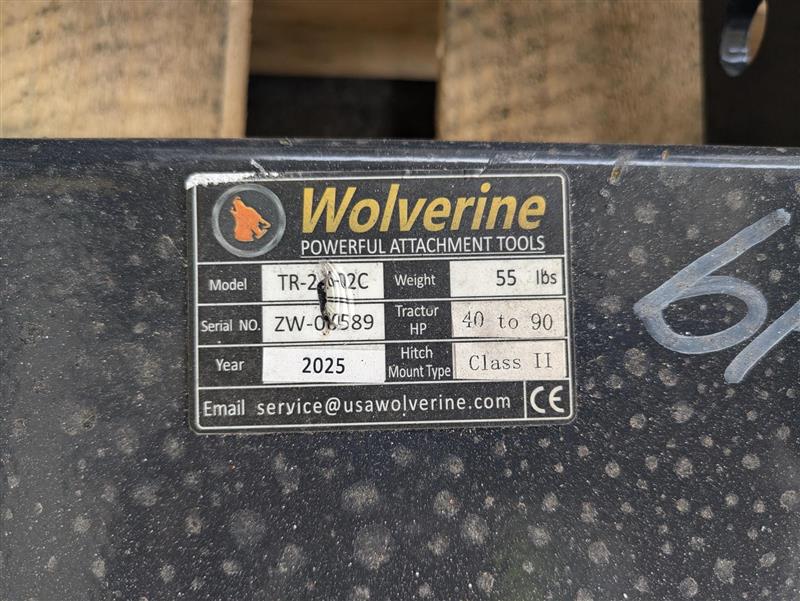 Wolverine
POWERFUL ATTACHMENT TOOLS
Model Weight 55 lbs
Serial NO. Tractor HP 40 to 90
Year 2025 Hitch Mount Type Class II
Email service@usawolverine.com CE